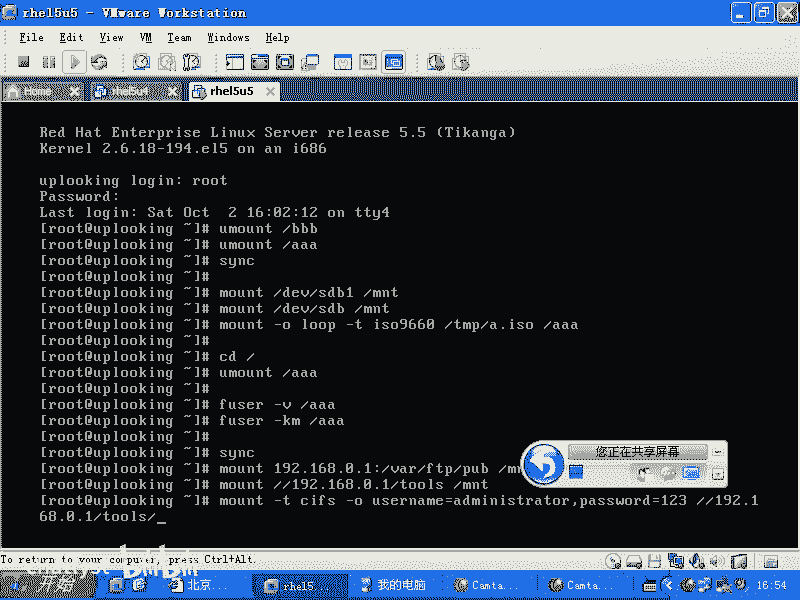 rhel5u5 - VMware Workstation
File Edit View VM Team Windows Help
Home rhel5u5
Red Hat Enterprise Linux Server release 5.5 (Tikanga)
Kernel 2.6.18-194.el5 on an i686
uplooking login: root
Password:
Last login: Sat Oct  2 16:02:12 on tty4
[root@uplooking ~]# umount /bbb
[root@uplooking ~]# umount /aaa
[root@uplooking ~]# sync
[root@uplooking ~]#
[root@uplooking ~]# mount /dev/sdb1 /mnt
[root@uplooking ~]# mount /dev/sdb /mnt
[root@uplooking ~]# mount -o loop -t iso9660 /tmp/a.iso /aaa
[root@uplooking ~]#
[root@uplooking ~]# cd /
[root@uplooking ~]# umount /aaa
[root@uplooking ~]#
[root@uplooking ~]# fuser -v /aaa
[root@uplooking ~]# fuser -km /aaa
[root@uplooking ~]#
[root@uplooking ~]# sync
[root@uplooking ~]# mount 192.168.0.1:/var/ftp/pub /mn
您正在共享屏幕
[root@uplooking ~]# mount //192.168.0.1/tools /mnt
[root@uplooking ~]# mount -t cifs -o username=administrator,password=123 //192.1
68.0.1/tools/_
To return to your computer, press Ctrl+Alt.
开始 北京... rhel5... 我的电脑 Camta... Camta... 16:54